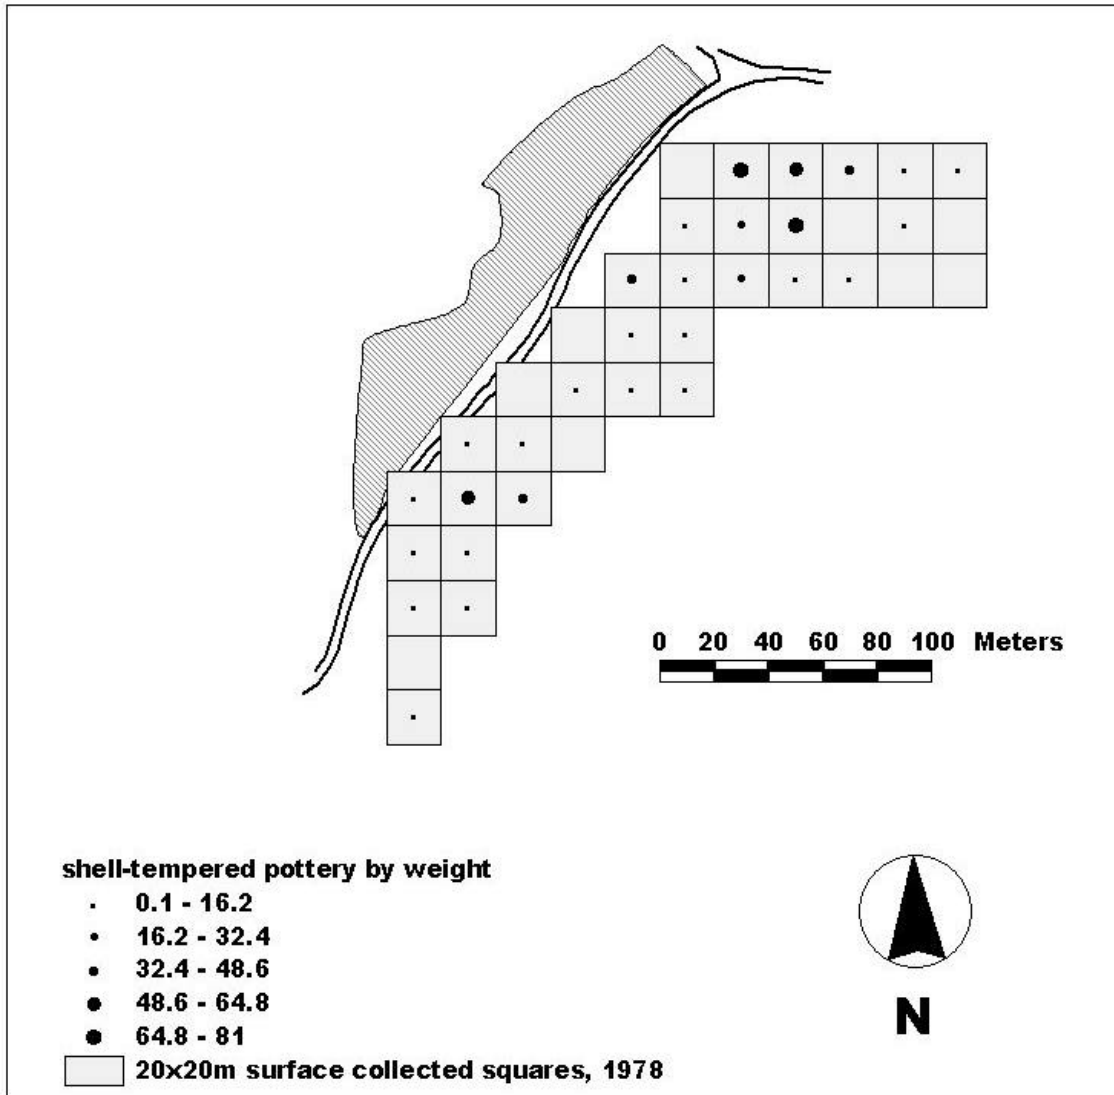 0 20 40 60 80 100 Meters
shell-tempered pottery by weight
0.1 - 16.2
16.2 - 32.4
32.4 - 48.6
48.6 - 64.8
64.8 - 81
20x20m surface collected squares, 1978
N